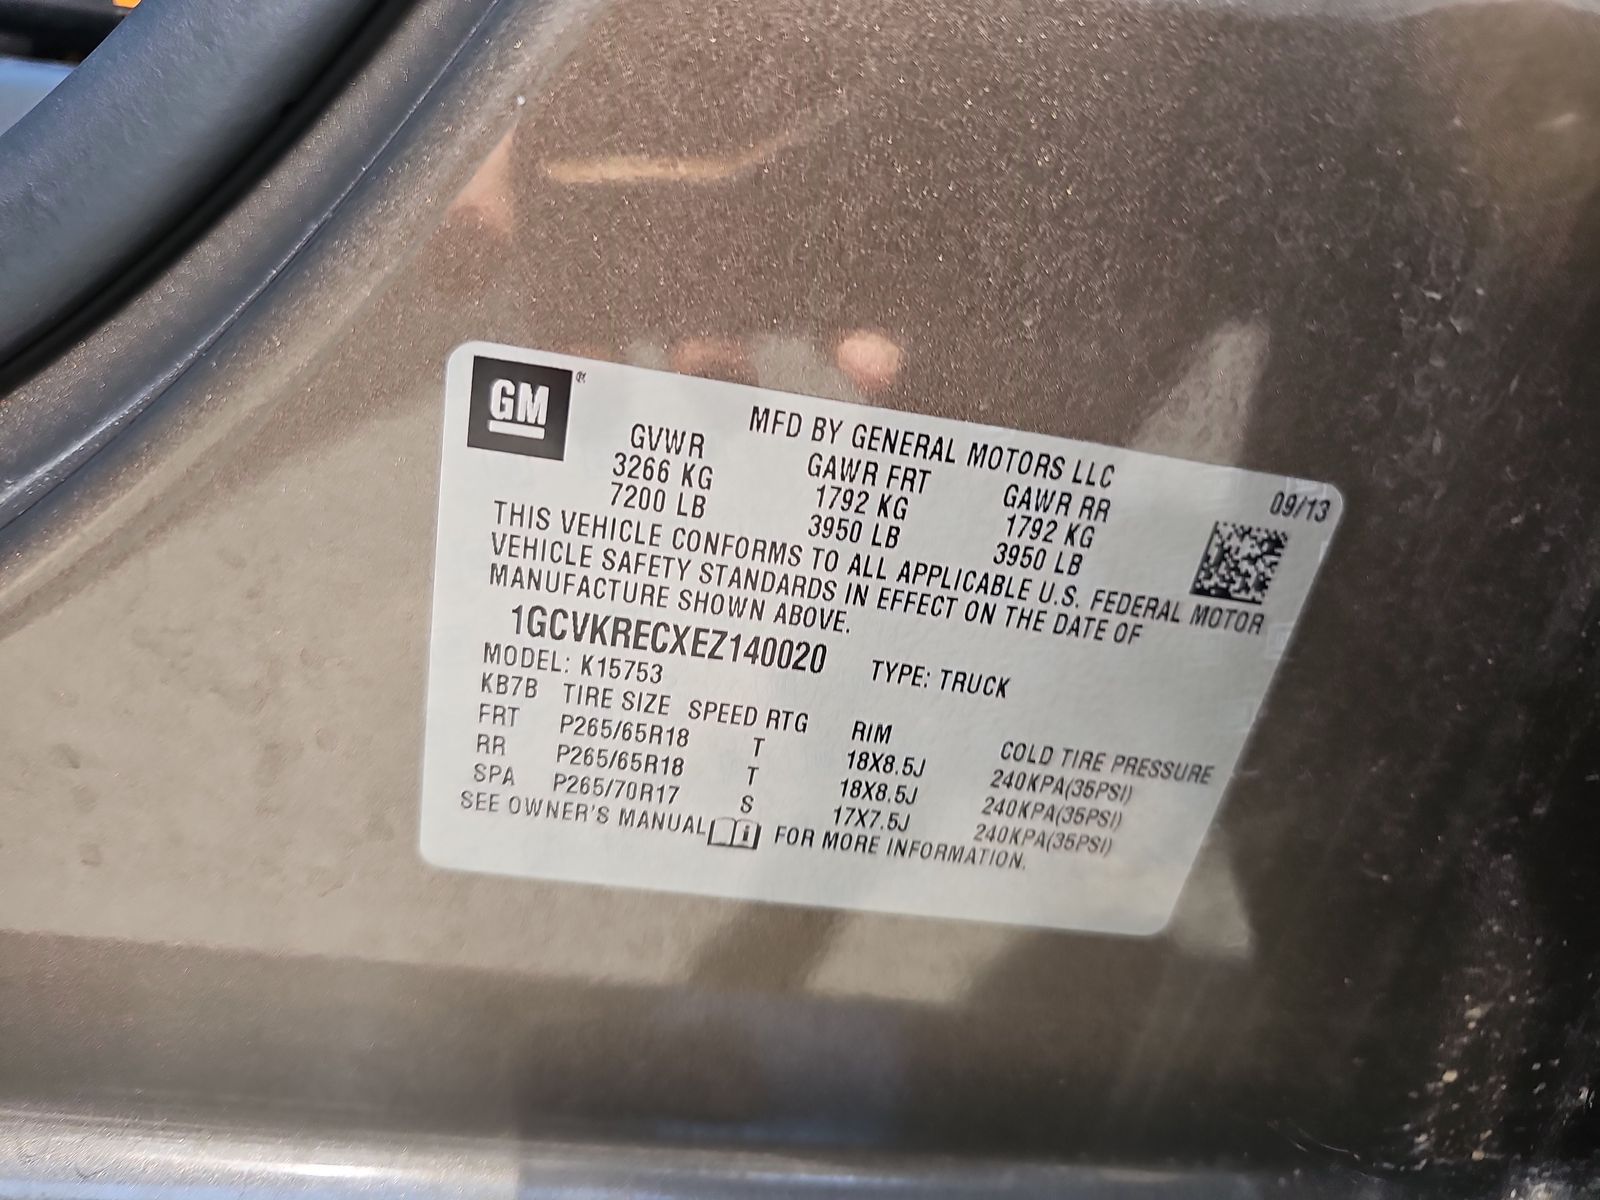 GM ®
MFD BY GENERAL MOTORS LLC
09/13
GVWR GAWR FRT GAWR RR
3266 KG 1792 KG 1792 KG
7200 LB 3950 LB 3950 LB
THIS VEHICLE CONFORMS TO ALL APPLICABLE U.S. FEDERAL MOTOR
VEHICLE SAFETY STANDARDS IN EFFECT ON THE DATE OF
MANUFACTURE SHOWN ABOVE.
1GCVKRECXEZ140020 TYPE: TRUCK
MODEL: K15753
KB7B TIRE SIZE SPEED RTG RIM COLD TIRE PRESSURE
FRT P265/65R18 T 18X8.5J 240KPA(35PSI)
RR P265/65R18 T 18X8.5J 240KPA(35PSI)
SPA P265/70R17 S 17X7.5J 240KPA(35PSI)
SEE OWNER'S MANUAL i FOR MORE INFORMATION.